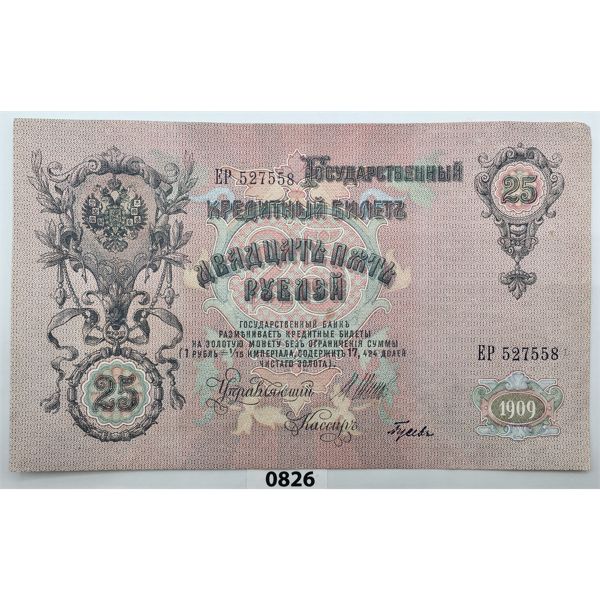 ЕР 527558
Государственный
25
Кредитный Билетъ
Двадцать пять
рублей
Государственный Банкъ
размѣниваетъ кредитные билеты
на золотую монету безъ ограниченія суммы
(1 рубль = 1/15 имперіала, содержитъ 17,424 долей
чистаго золота).
ЕР 527558
25
Управляющій
Кассиръ
1909
0826